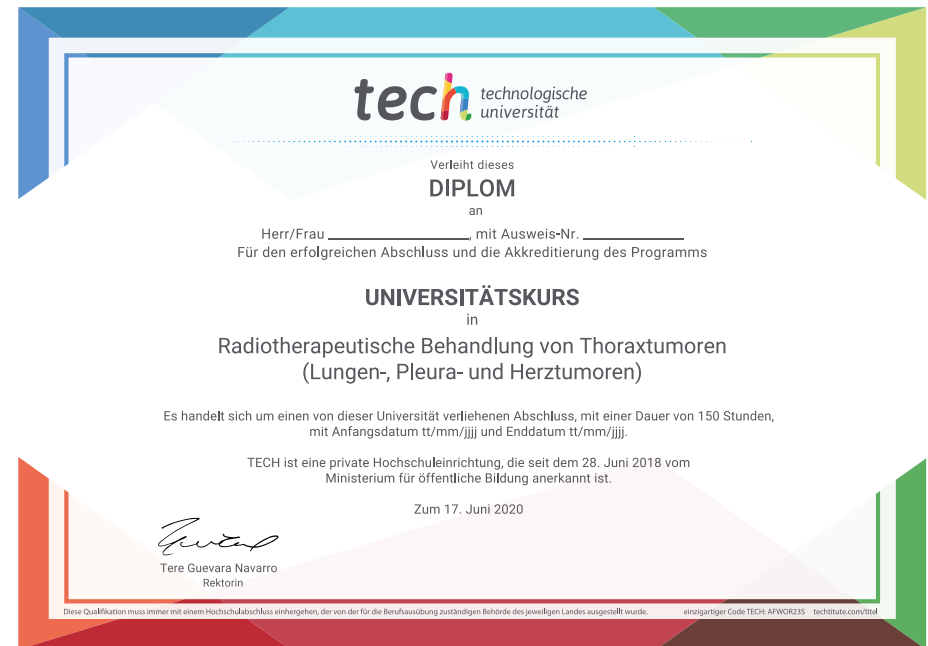 tech technologische
universität
Verleiht dieses
DIPLOM
an
Herr/Frau ____________________, mit Ausweis-Nr. ______________
Für den erfolgreichen Abschluss und die Akkreditierung des Programms
UNIVERSITÄTSKURS
in
Radiotherapeutische Behandlung von Thoraxtumoren
(Lungen-, Pleura- und Herztumoren)
Es handelt sich um einen von dieser Universität verliehenen Abschluss, mit einer Dauer von 150 Stunden,
mit Anfangsdatum tt/mm/jjjj und Enddatum tt/mm/jjjj.
TECH ist eine private Hochschuleinrichtung, die seit dem 28. Juni 2018 vom
Ministerium für öffentliche Bildung anerkannt ist.
Zum 17. Juni 2020
Tere Guevara Navarro
Rektorin
Diese Qualifikation muss immer mit einem Hochschulabschluss einhergehen, der von der für die Berufsausübung zuständigen Behörde des jeweiligen Landes ausgestellt wurde. einzigartiger Code TECH: AFWOR23S techtitute.com/titel